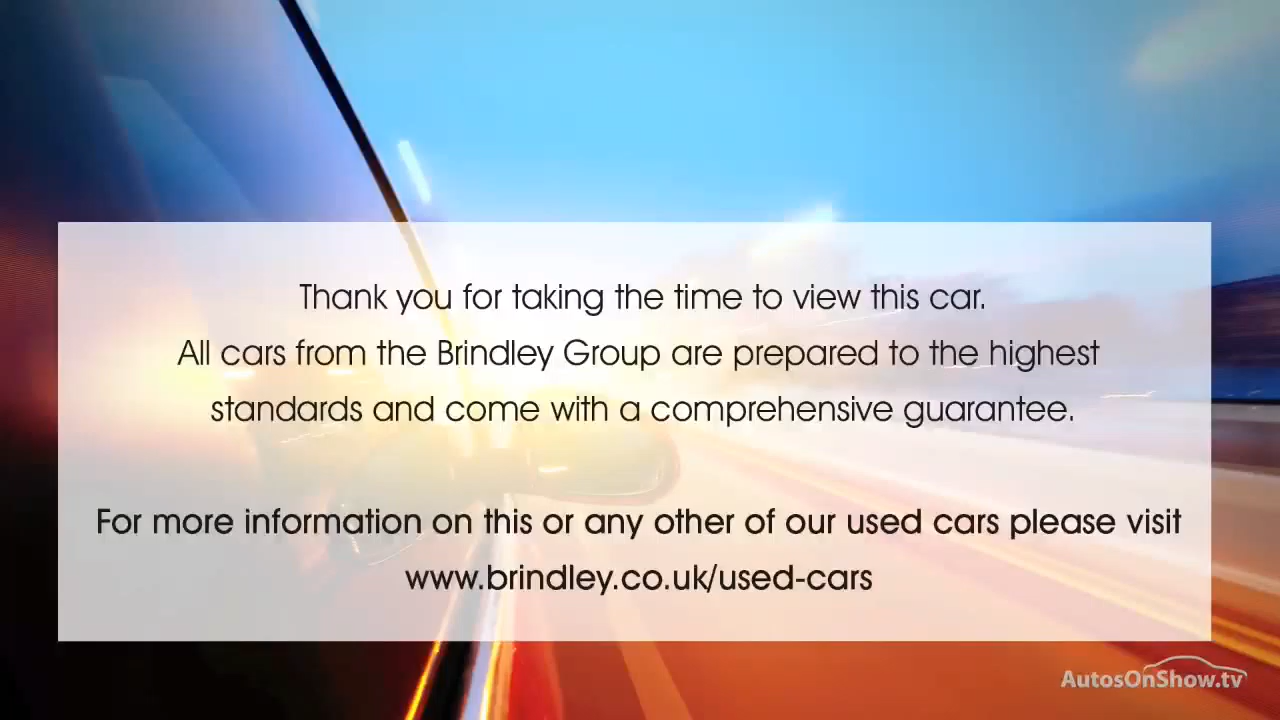 Thank you for taking the time to view this car.
All cars from the Brindley Group are prepared to the highest
standards and come with a comprehensive guarantee.
For more information on this or any other of our used cars please visit
www.brindley.co.uk/used-cars
AutosOnShow.tv